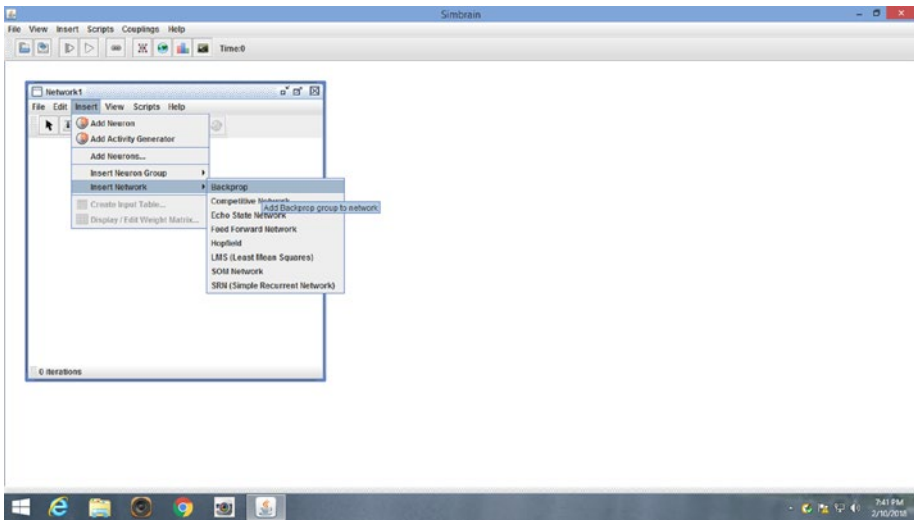 Simbrain
File View Insert Scripts Couplings Help
Time:0
Network1
File Edit Insert View Scripts Help
Add Neuron
Add Activity Generator
Add Neurons...
Insert Neuron Group
Insert Network
Create Input Table...
Display / Edit Weight Matrix...
Backprop
Competitive Network
Add Backprop group to network
Echo State Network
Feed Forward Network
Hopfield
LMS (Least Mean Squares)
SOM Network
SRN (Simple Recurrent Network)
0 iterations
7:41 PM
2/10/2018